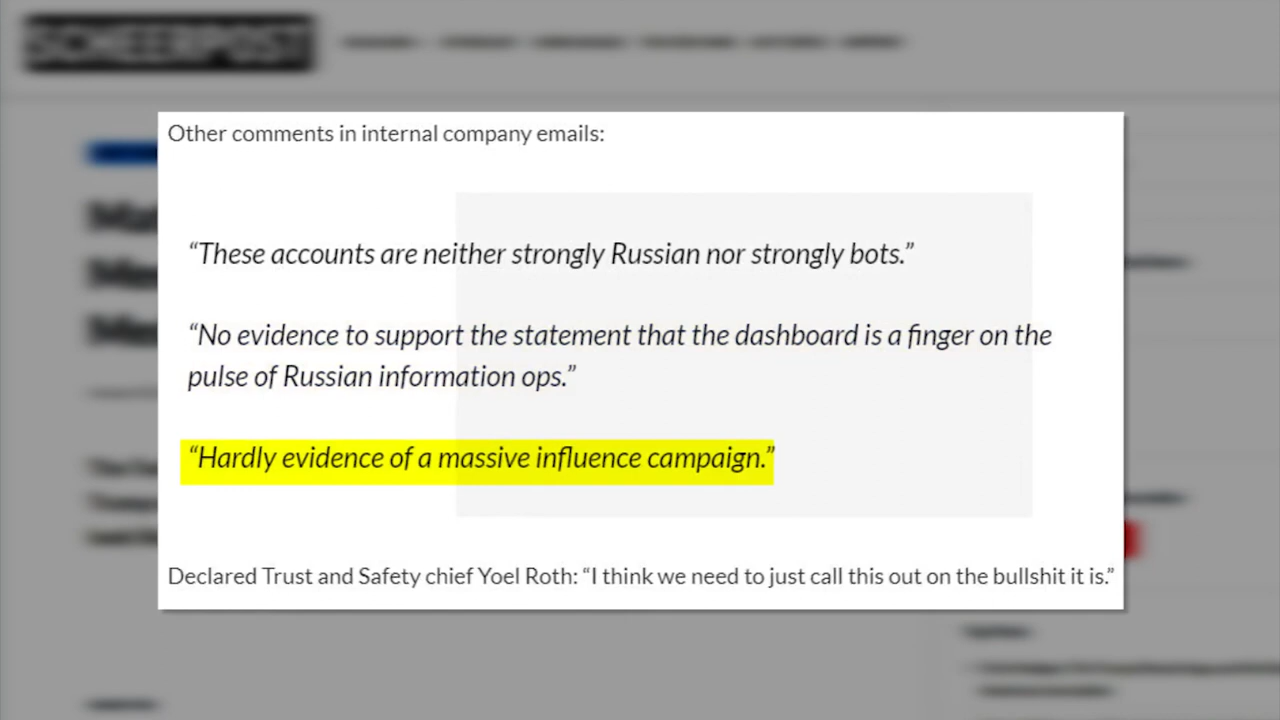 SCHEERPOST
Other comments in internal company emails:
“These accounts are neither strongly Russian nor strongly bots.”
“No evidence to support the statement that the dashboard is a finger on the
pulse of Russian information ops.”
“Hardly evidence of a massive influence campaign.”
Declared Trust and Safety chief Yoel Roth: “I think we need to just call this out on the bullshit it is.”